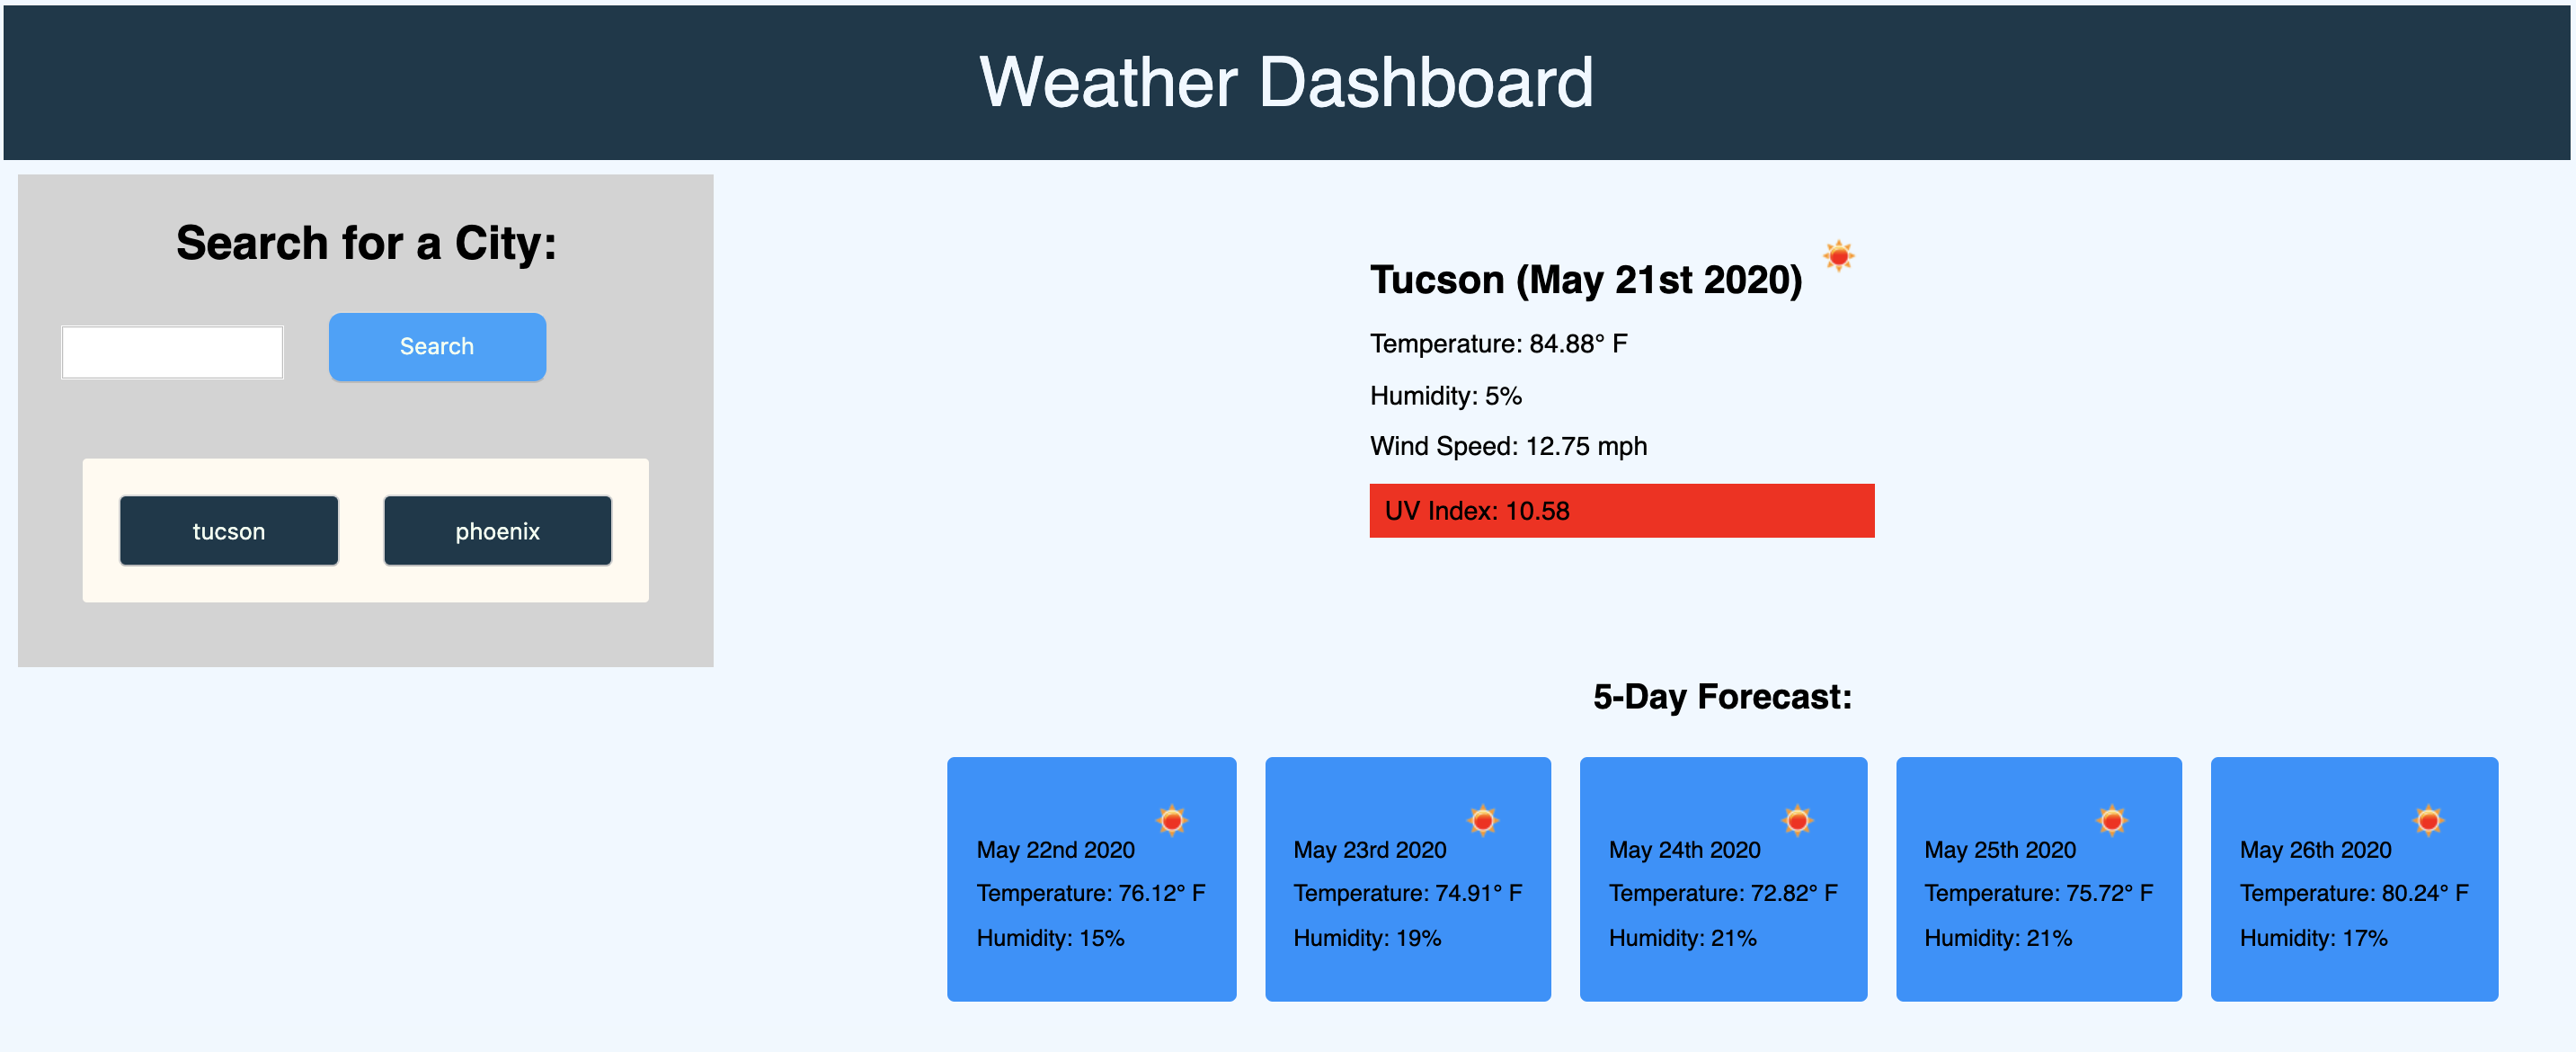 Weather Dashboard
Search for a City:
Search
tucson
phoenix
Tucson (May 21st 2020)
Temperature: 84.88° F
Humidity: 5%
Wind Speed: 12.75 mph
UV Index: 10.58
5-Day Forecast:
May 22nd 2020
Temperature: 76.12° F
Humidity: 15%
May 23rd 2020
Temperature: 74.91° F
Humidity: 19%
May 24th 2020
Temperature: 72.82° F
Humidity: 21%
May 25th 2020
Temperature: 75.72° F
Humidity: 21%
May 26th 2020
Temperature: 80.24° F
Humidity: 17%